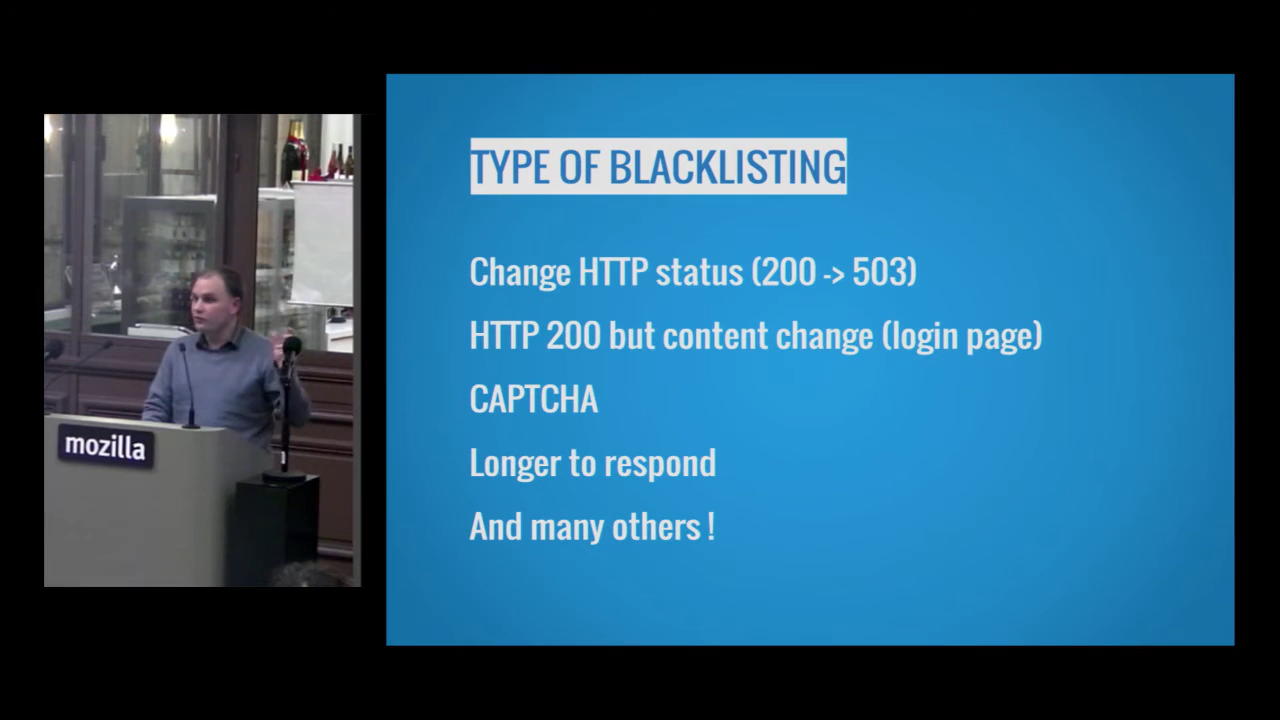 TYPE OF BLACKLISTING
Change HTTP status (200 -> 503)
HTTP 200 but content change (login page)
CAPTCHA
Longer to respond
And many others !
mozilla